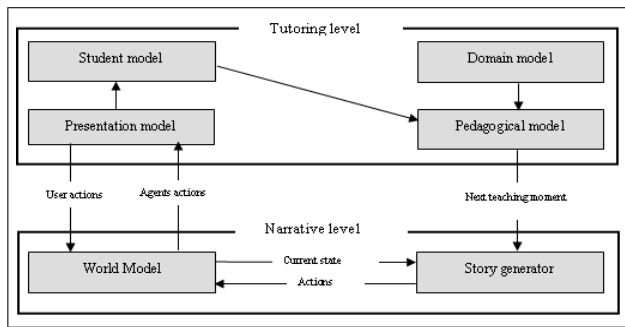 Tutoring level
Student model
Domain model
Presentation model
Pedagogical model
User actions
Agents actions
Next teaching moment
Narrative level
World Model
Current state
Actions
Story generator